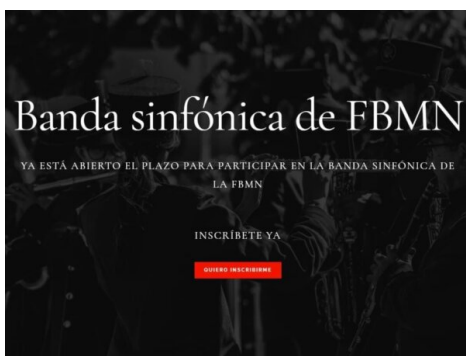 Banda sinfónica de FBMN
YA ESTÁ ABIERTO EL PLAZO PARA PARTICIPAR EN LA BANDA SINFÓNICA DE
LA FBMN
INSCRÍBETE YA
QUIERO INSCRIBIRME